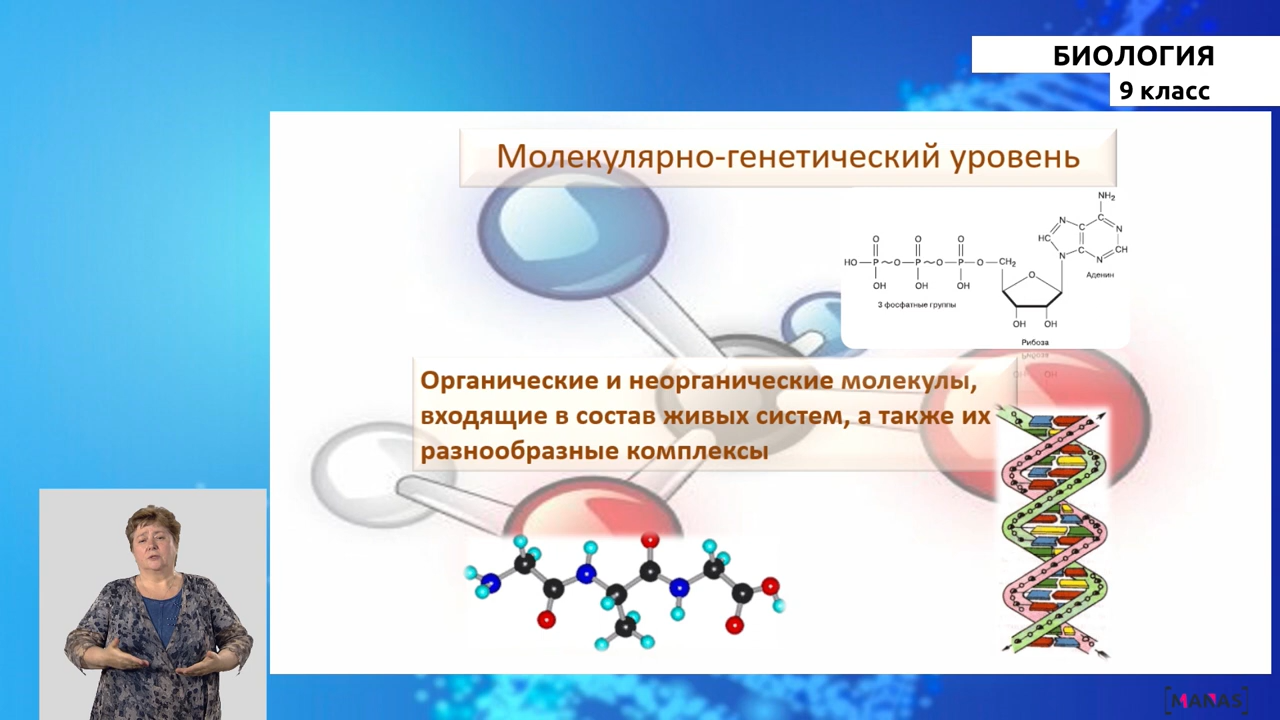 БИОЛОГИЯ
9 класс
Молекулярно-генетический уровень
NH₂
N C N
HC C CH
N N
Аденин
O O O
HO P O P O P O CH₂
O
OH OH OH
3 фосфатные группы
OH OH
Рибоза
Органические и неорганические молекулы,
входящие в состав живых систем, а также их
разнообразные комплексы
[MANAS]